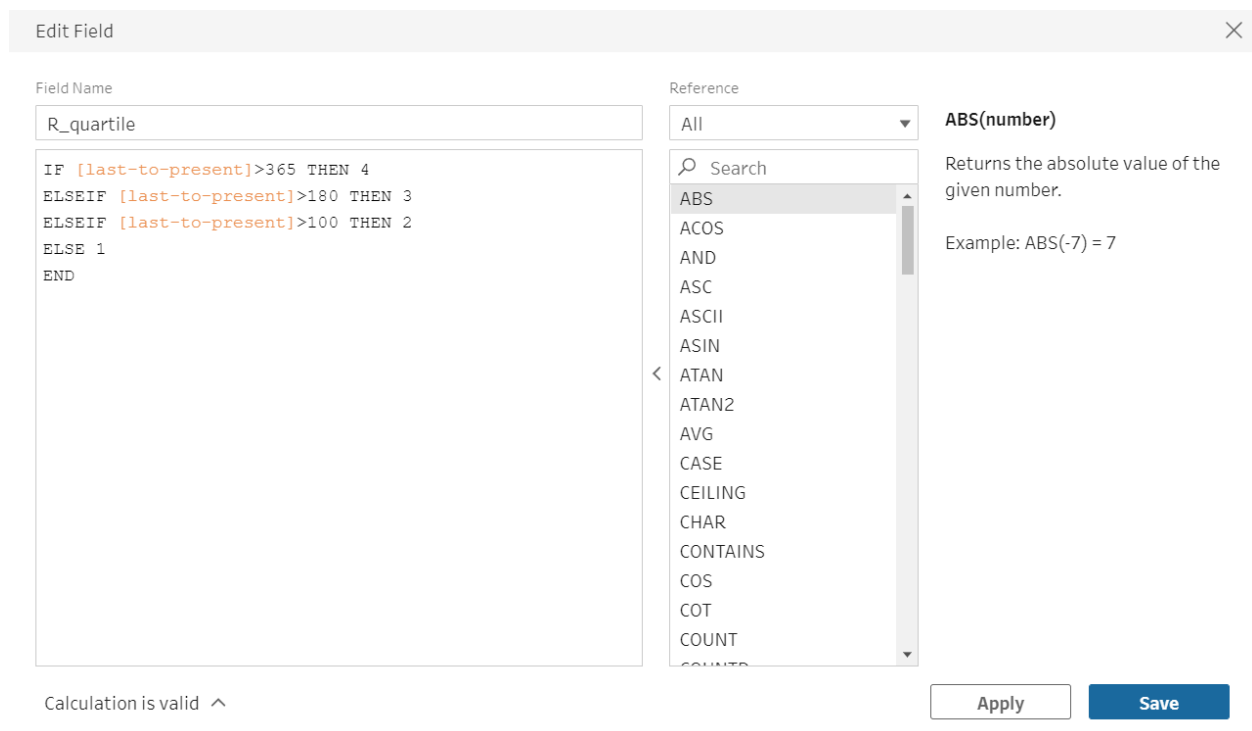 Edit Field
Field Name
R_quartile
IF [last-to-present]>365 THEN 4
ELSEIF [last-to-present]>180 THEN 3
ELSEIF [last-to-present]>100 THEN 2
ELSE 1
END
Reference
All
Search
ABS
ACOS
AND
ASC
ASCII
ASIN
ATAN
ATAN2
AVG
CASE
CEILING
CHAR
CONTAINS
COS
COT
COUNT
ABS(number)
Returns the absolute value of the
given number.
Example: ABS(-7) = 7
Calculation is valid
Apply
Save